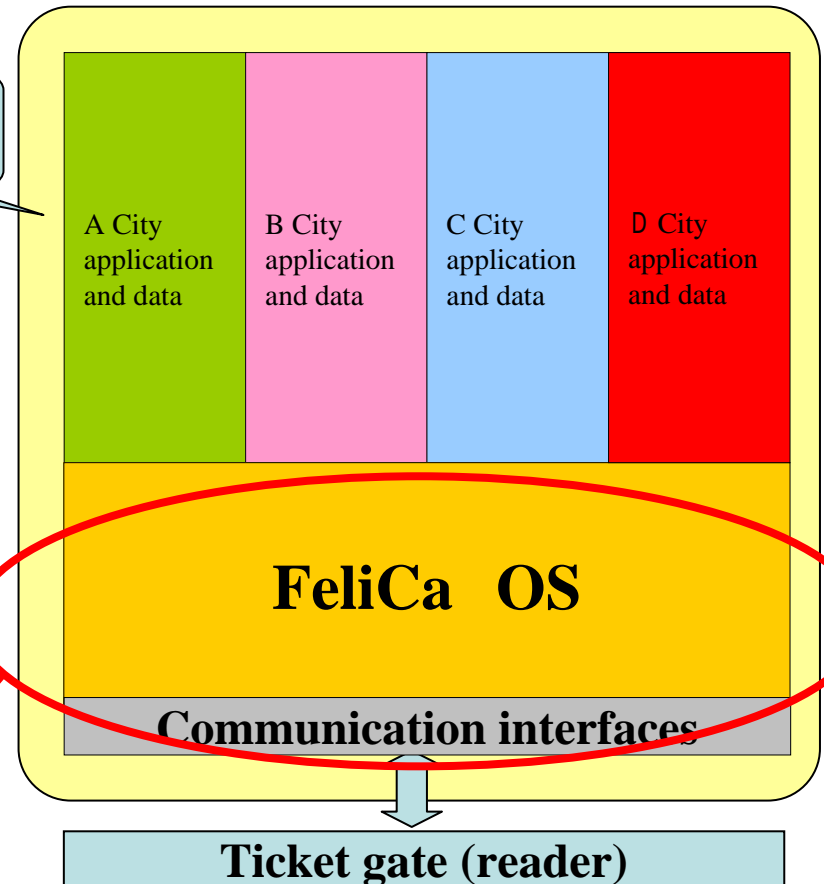 A City
application
and data
B City
application
and data
C City
application
and data
D City
application
and data
FeliCa OS
Communication interfaces
Ticket gate (reader)